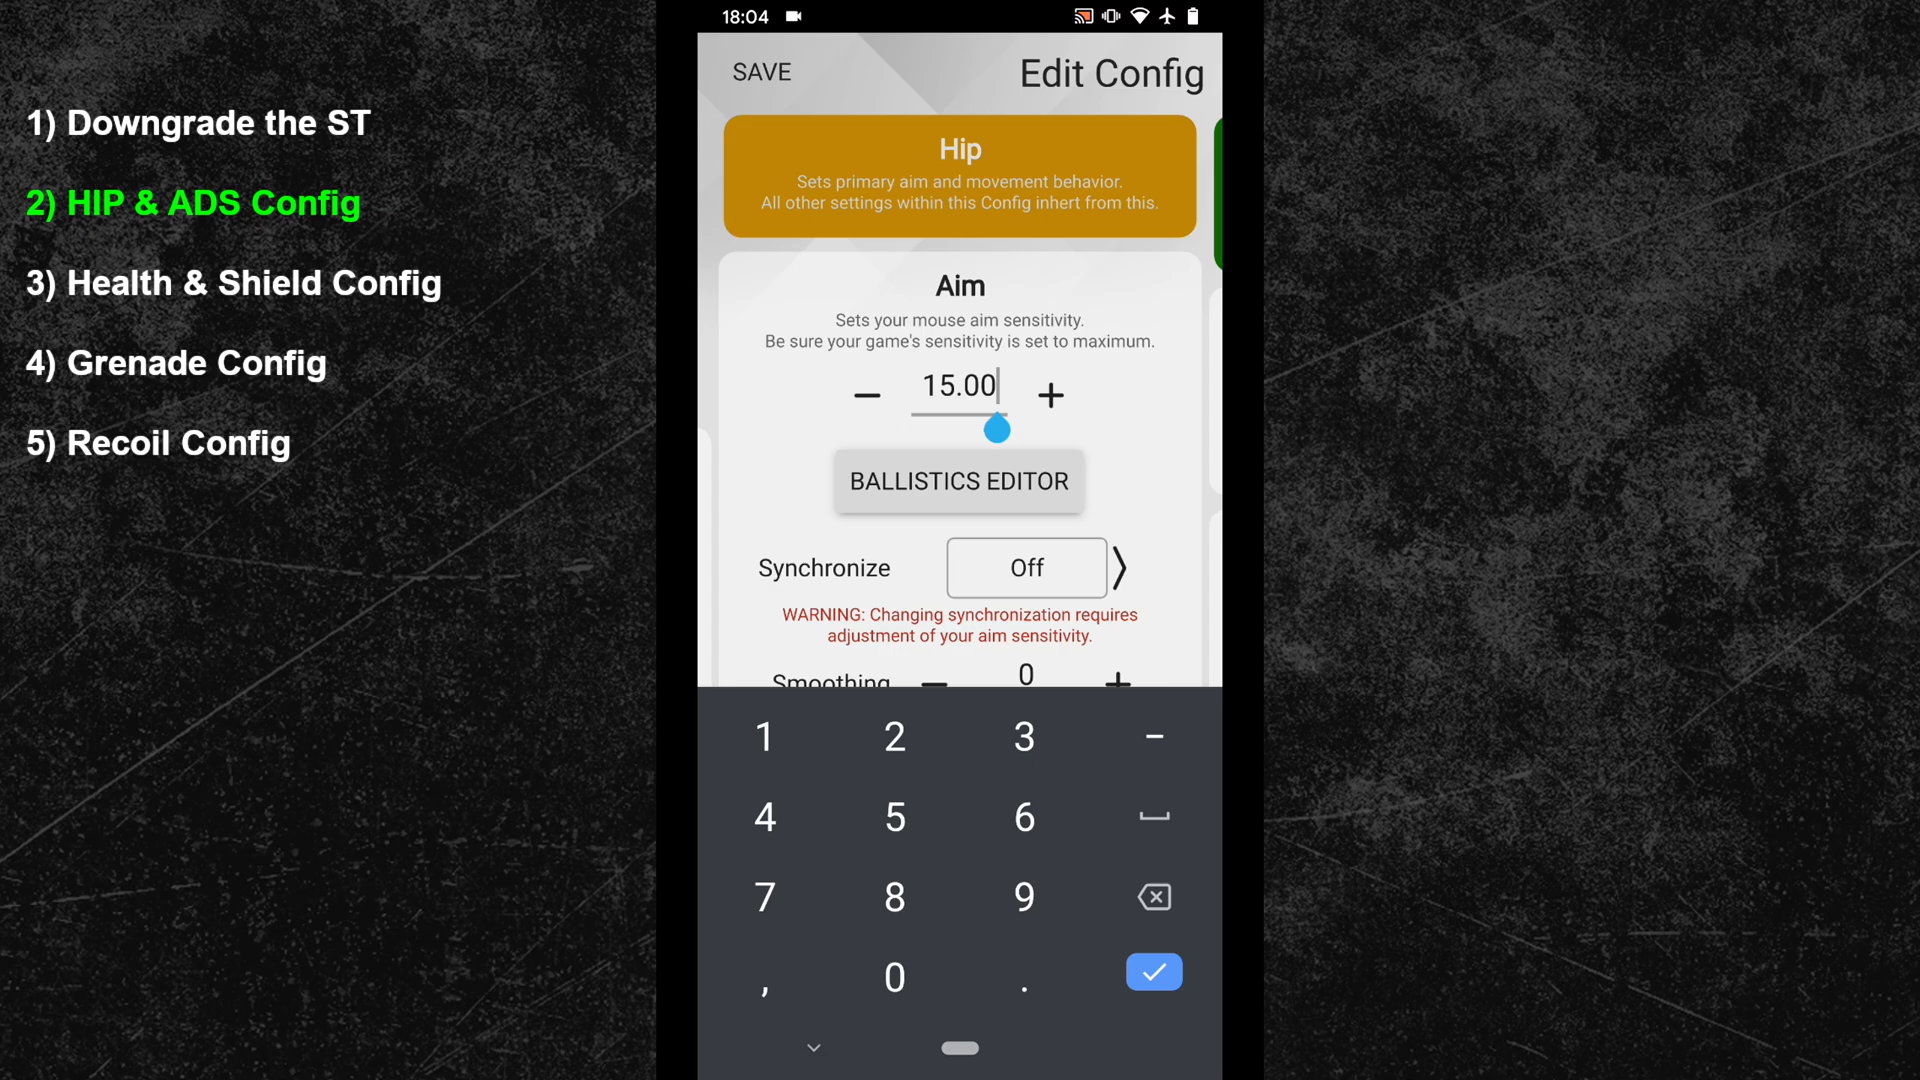 1) Downgrade the ST
2) HIP & ADS Config
3) Health & Shield Config
4) Grenade Config
5) Recoil Config
18:04
SAVE
Edit Config
Hip
Sets primary aim and movement behavior.
All other settings within this Config inhert from this.
Aim
Sets your mouse aim sensitivity.
Be sure your game's sensitivity is set to maximum.
− 15.00 +
BALLISTICS EDITOR
Synchronize Off
WARNING: Changing synchronization requires
adjustment of your aim sensitivity.
Smoothing − 0 +
1 2 3 −
4 5 6
7 8 9
, 0 .